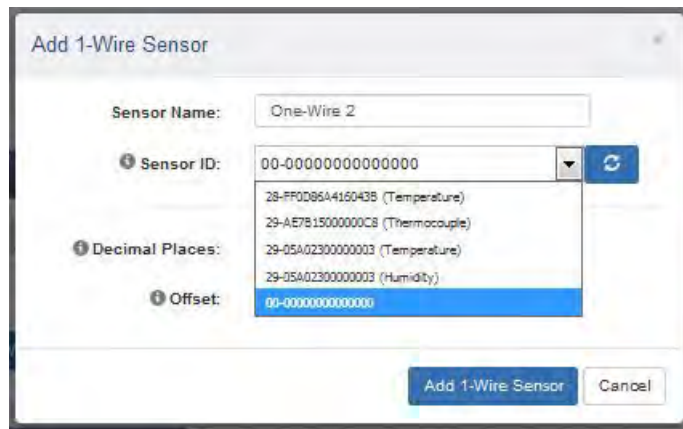 Add 1-Wire Sensor
×
Sensor Name: One-Wire 2
Sensor ID: 00-00000000000000
28-FF0D86A4160435 (Temperature)
29-AE7B15000000C8 (Thermocouple)
Decimal Places: 29-05A02300000003 (Temperature)
29-05A02300000003 (Humidity)
Offset: 00-00000000000000
Add 1-Wire Sensor Cancel